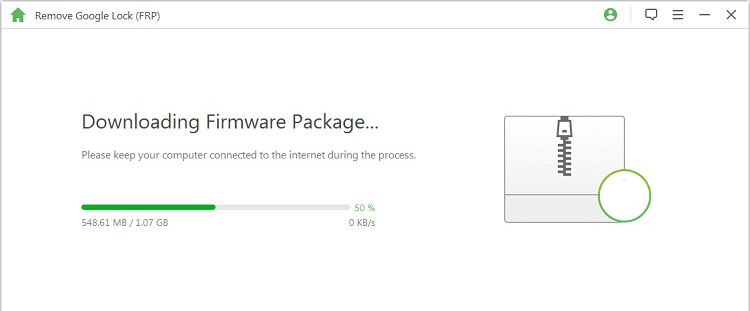 Remove Google Lock (FRP)
Downloading Firmware Package...
Please keep your computer connected to the internet during the process.
50 %
548.61 MB / 1.07 GB
0 KB/s